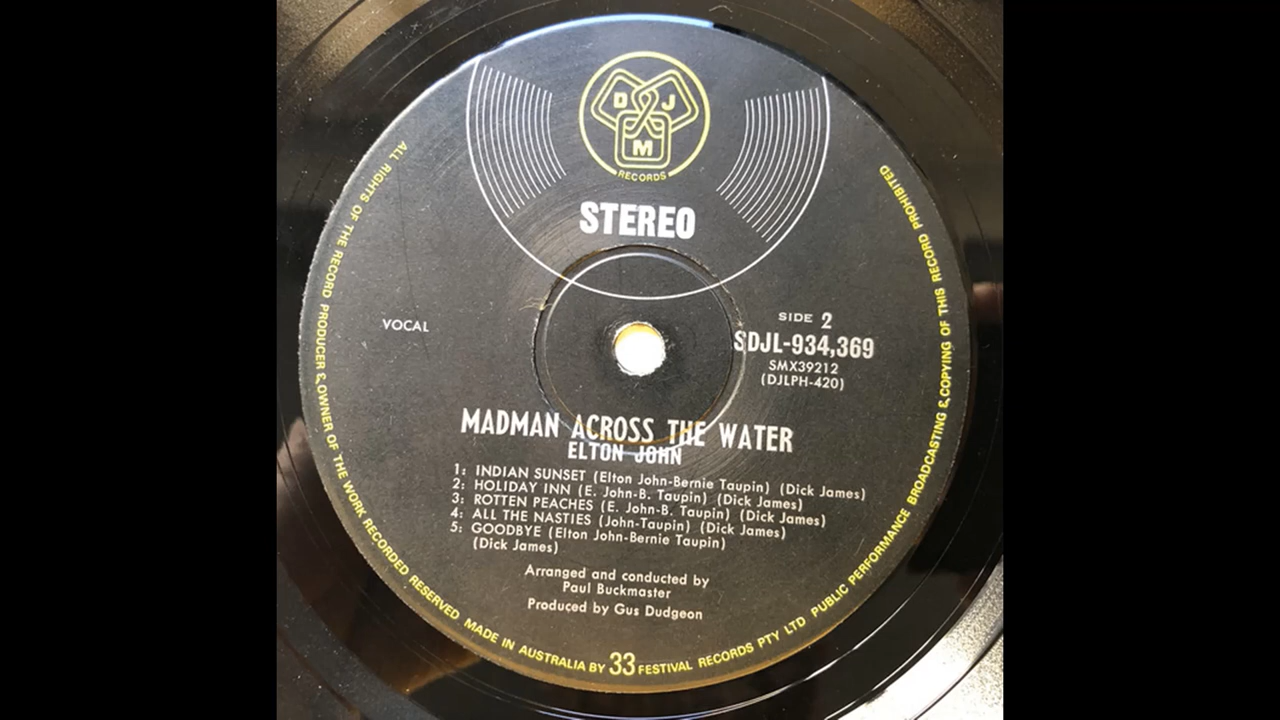 D J
M
RECORDS
STEREO
VOCAL
SIDE 2
SDJL-934,369
SMX39212
(DJLPH-420)
MADMAN ACROSS THE WATER
ELTON JOHN
1: INDIAN SUNSET (Elton John-Bernie Taupin) (Dick James)
2: HOLIDAY INN (E. John-B. Taupin) (Dick James)
3: ROTTEN PEACHES (E. John-B. Taupin) (Dick James)
4: ALL THE NASTIES (John-Taupin) (Dick James)
5: GOODBYE (Elton John-Bernie Taupin)
(Dick James)
Arranged and conducted by
Paul Buckmaster
Produced by Gus Dudgeon
ALL RIGHTS OF THE RECORD PRODUCER & OWNER OF THE WORK RECORDED RESERVED MADE IN AUSTRALIA BY 33 FESTIVAL RECORDS PTY LTD PUBLIC PERFORMANCE BROADCASTING & COPYING OF THIS RECORD PROHIBITED